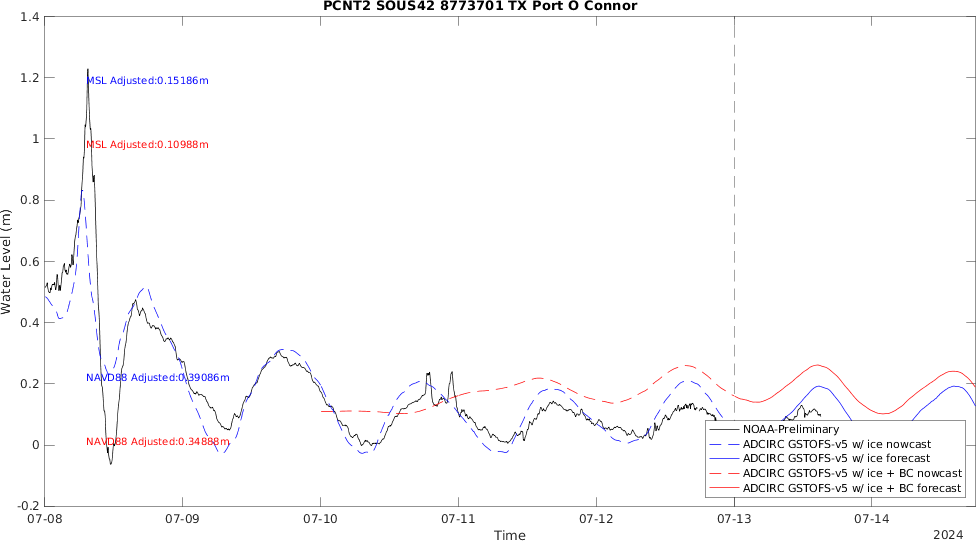 PCNT2 SOUS42 8773701 TX Port O Connor
1.4
1.2
1
0.8
0.6
0.4
0.2
0
-0.2
Water Level (m)
MSL Adjusted:0.15186m
MSL Adjusted:0.10988m
NAVD88 Adjusted:0.39086m
NAVD88 Adjusted:0.34888m
NOAA-Preliminary
ADCIRC GSTOFS-v5 w/ ice nowcast
ADCIRC GSTOFS-v5 w/ ice forecast
ADCIRC GSTOFS-v5 w/ ice + BC nowcast
ADCIRC GSTOFS-v5 w/ ice + BC forecast
07-08 07-09 07-10 07-11 07-12 07-13 07-14
Time
2024